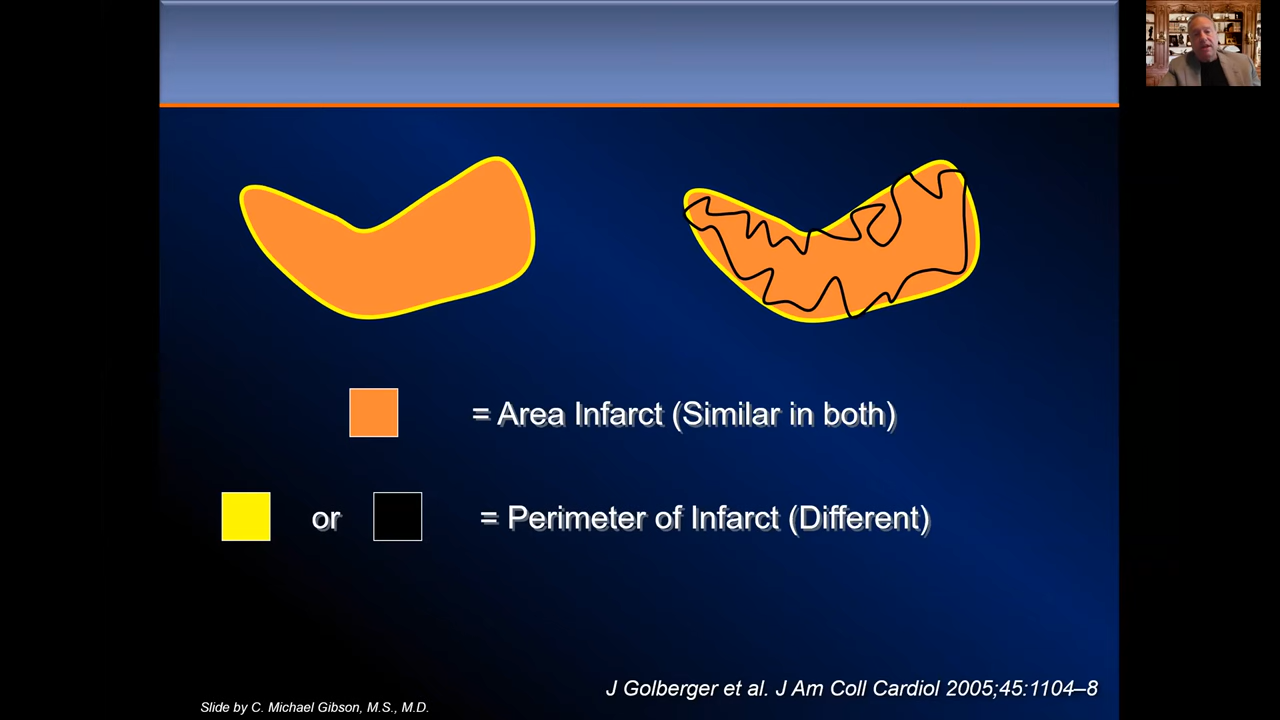 = Area Infarct (Similar in both)
or = Perimeter of Infarct (Different)
J Golberger et al. J Am Coll Cardiol 2005;45:1104–8
Slide by C. Michael Gibson, M.S., M.D.